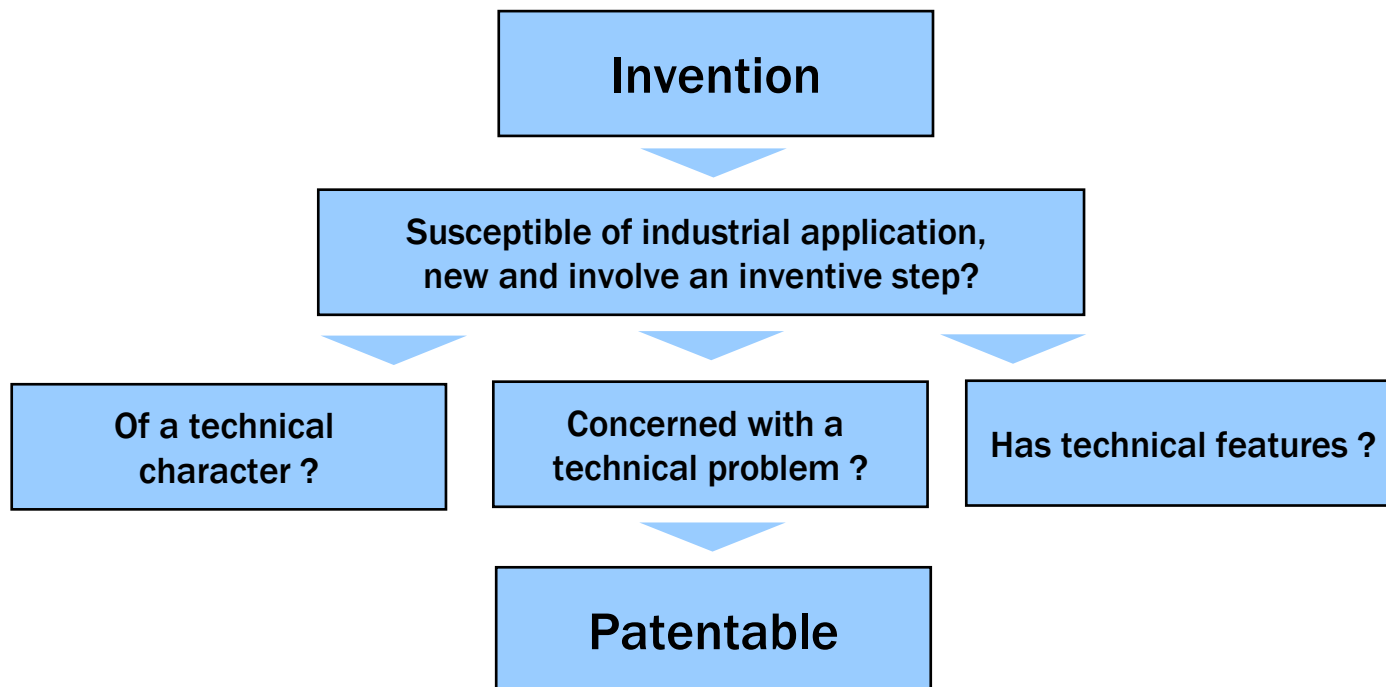 Invention
Susceptible of industrial application,
new and involve an inventive step?
Of a technical
character ?
Concerned with a
technical problem ?
Has technical features ?
Patentable